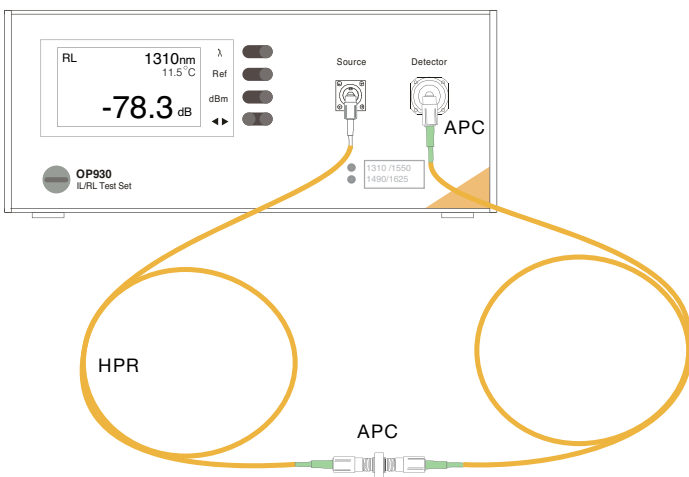 RL
1310nm
11.5°C
-78.3 dB
λ
Ref
dBm
Source
Detector
APC
1310 /1550
1490/1625
OP930
IL/RL Test Set
HPR
APC